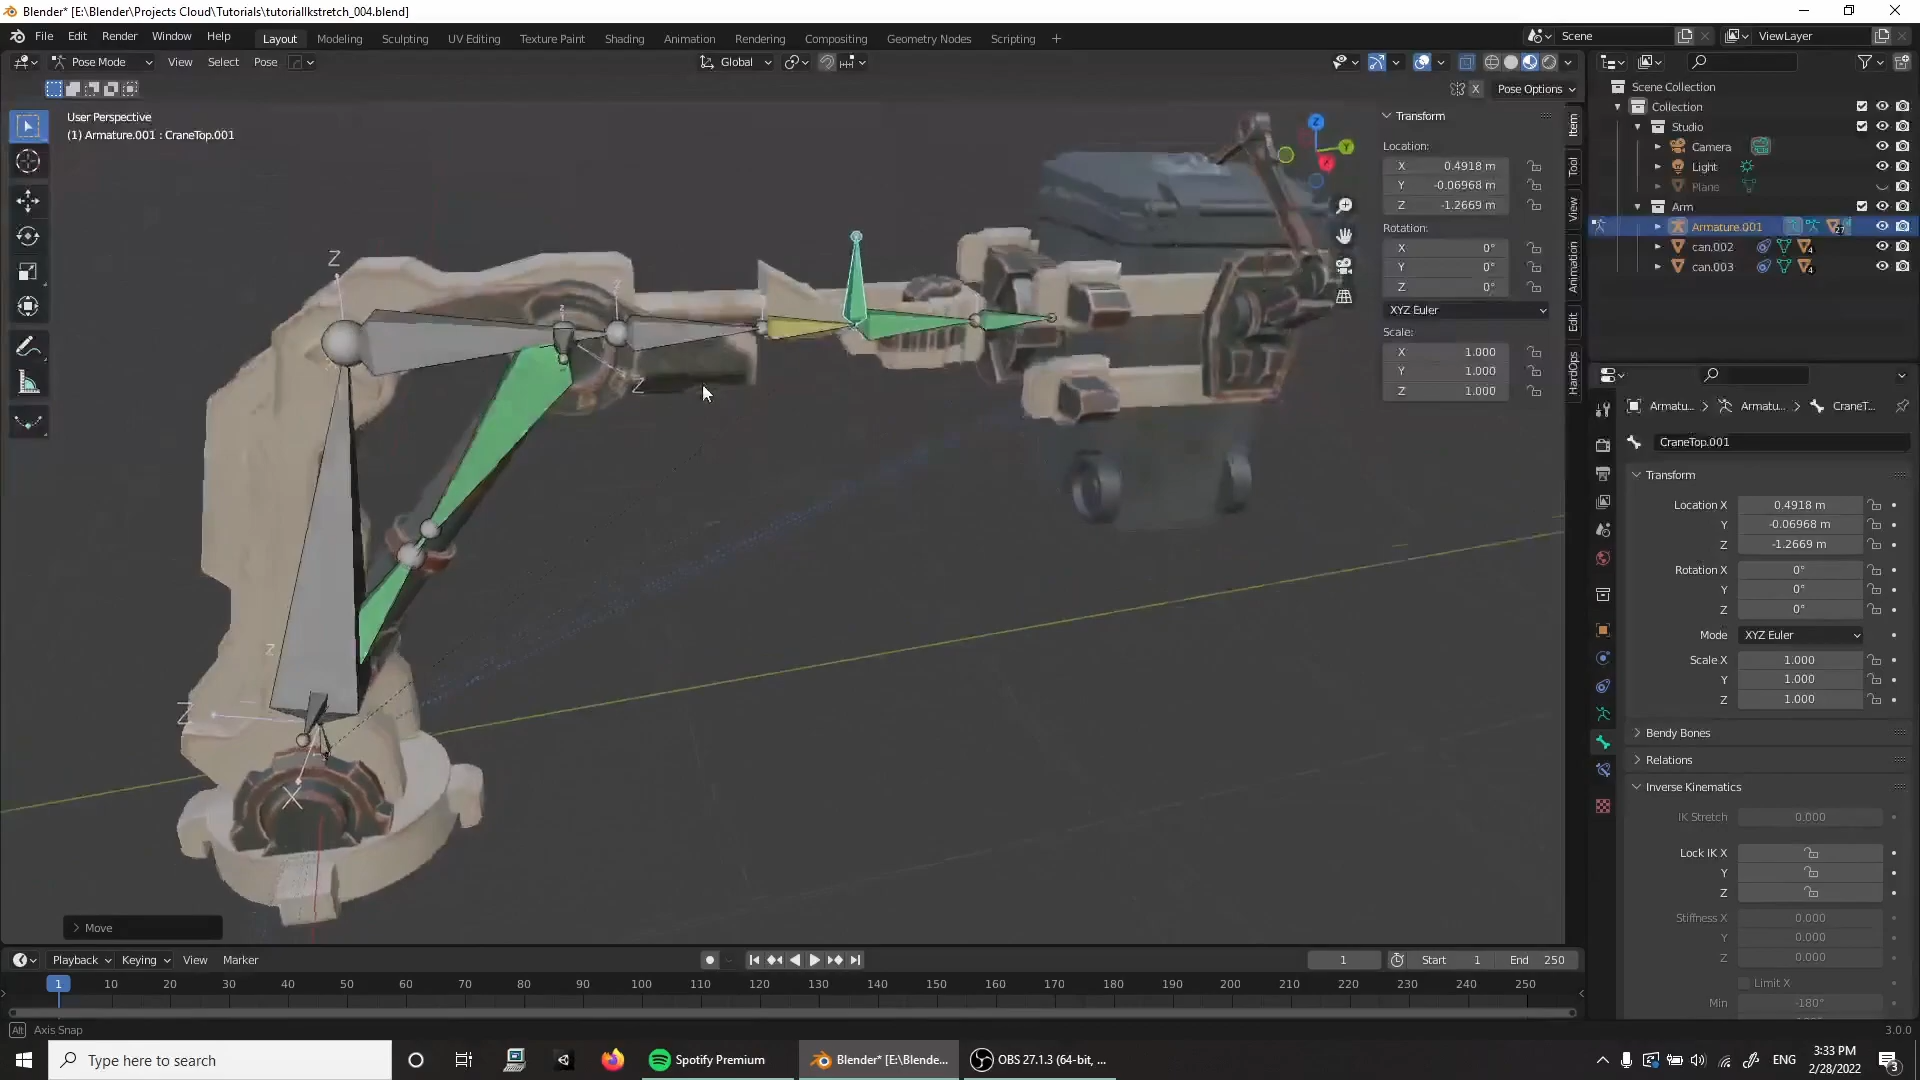 Blender* [E:\Blender\Projects Cloud\Tutorials\tutorialIkstretch_004.blend]
File Edit Render Window Help
Layout Modeling Sculpting UV Editing Texture Paint Shading Animation Rendering Compositing Geometry Nodes Scripting +
Scene ViewLayer
Pose Mode View Select Pose Global
X Pose Options
User Perspective
(1) Armature.001 : CraneTop.001
Z
Y
Z
Z
Z
Z
Z
Z
X
Transform
Location:
X 0.4918 m
Y -0.06968 m
Z -1.2669 m
Rotation:
X 0°
Y 0°
Z 0°
XYZ Euler
Scale:
X 1.000
Y 1.000
Z 1.000
Item
Tool
View
Animation
Edit
HardOps
Scene Collection
Collection
Studio
Camera
Light
Plane
Arm
Armature.001 27
can.002 4
can.003 4
Armatu... > Armatu... > CraneT...
CraneTop.001
Transform
Location X 0.4918 m
Y -0.06968 m
Z -1.2669 m
Rotation X 0°
Y 0°
Z 0°
Mode XYZ Euler
Scale X 1.000
Y 1.000
Z 1.000
Bendy Bones
Relations
Inverse Kinematics
IK Stretch 0.000
Lock IK X
Y
Z
Stiffness X 0.000
Y 0.000
Z 0.000
Limit X
Min -180°
Move
Playback Keying View Marker 1 Start 1 End 250
1 10 20 30 40 50 60 70 80 90 100 110 120 130 140 150 160 170 180 190 200 210 220 230 240 250
Alt Axis Snap 3.0.0
Type here to search Spotify Premium Blender* [E:\Blende... OBS 27.1.3 (64-bit, ... ENG 3:33 PM
2/28/2022 3